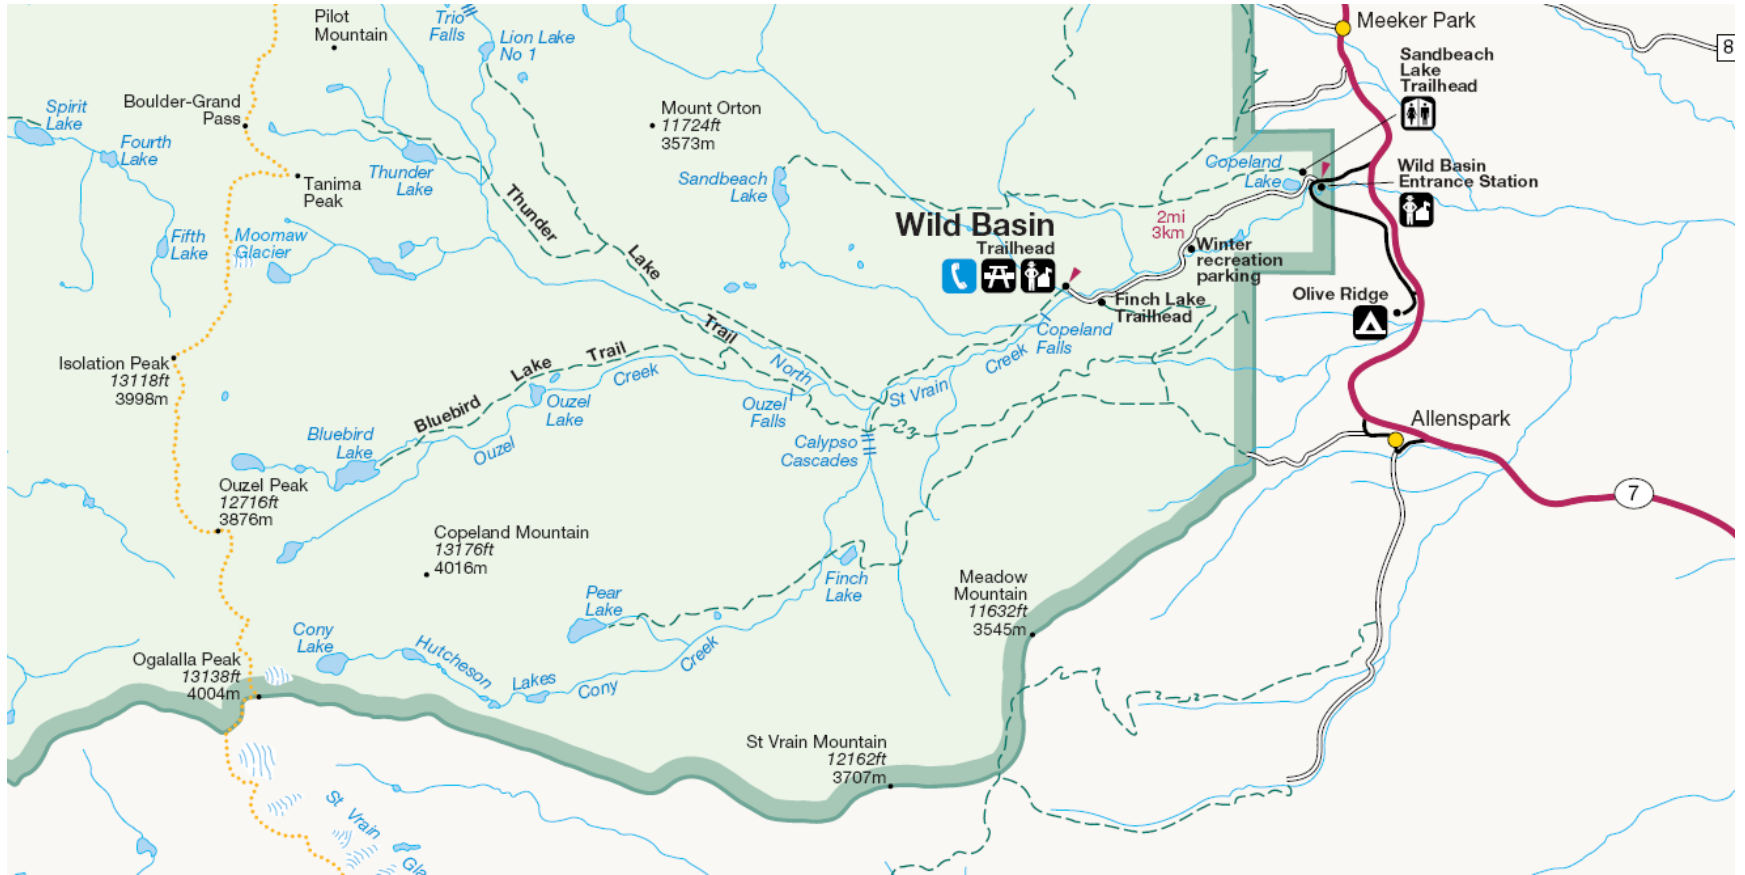 Pilot
Mountain
Trio
Falls
Lion Lake
No 1
Meeker Park
8
Sandbeach
Lake
Trailhead
Boulder-Grand
Pass
Spirit
Lake
Fourth
Lake
Mount Orton
11724ft
3573m
Thunder
Lake
Tanima
Peak
Sandbeach
Lake
Copeland
Lake
Wild Basin
Entrance Station
Thunder
Lake
Trail
Wild Basin
Trailhead
2mi
3km
Winter
recreation
parking
Fifth
Lake
Moomaw
Glacier
Finch Lake
Trailhead
Olive Ridge
Copeland
Falls
Isolation Peak
13118ft
3998m
Bluebird
Lake
Trail
North
St Vrain
Creek
Creek
Ouzel
Ouzel
Lake
Ouzel
Falls
Calypso
Cascades
Allenspark
Bluebird
Lake
7
Ouzel Peak
12716ft
3876m
Copeland Mountain
13176ft
4016m
Finch
Lake
Meadow
Mountain
11632ft
3545m
Pear
Lake
Cony
Lake
Hutcheson
Lakes
Cony
Creek
Ogalalla Peak
13138ft
4004m
St Vrain Mountain
12162ft
3707m
St Vrain
Gla